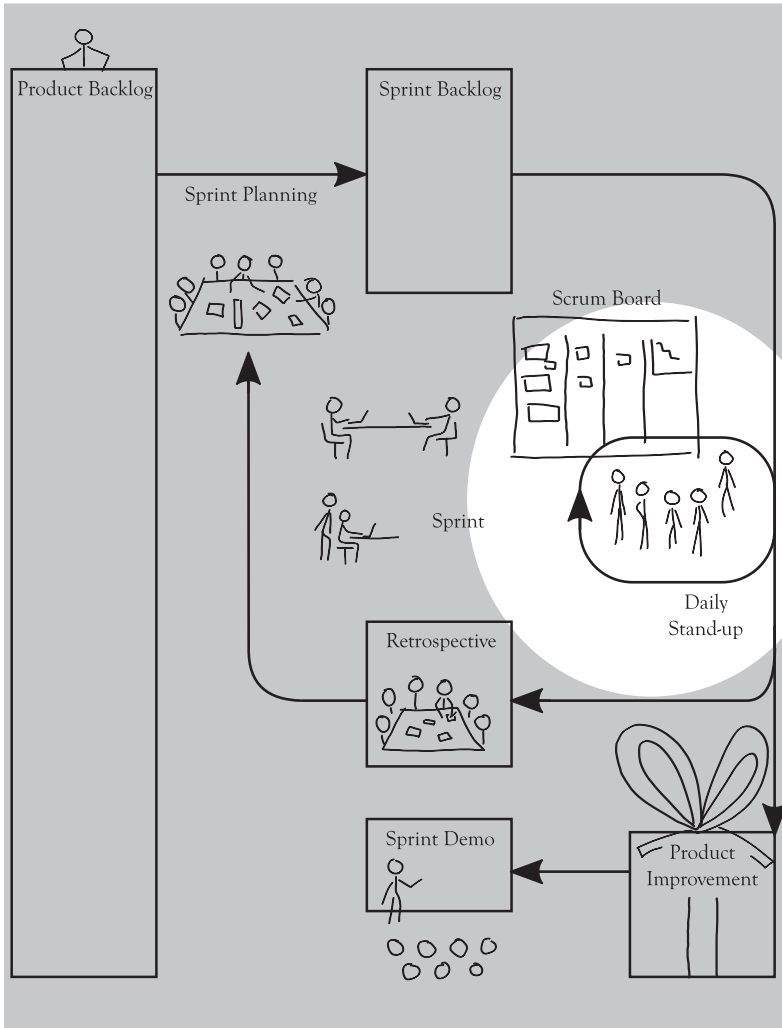 Product Backlog
Sprint Backlog
Sprint Planning
Scrum Board
Sprint
Daily
Stand-up
Retrospective
Sprint Demo
Product
Improvement